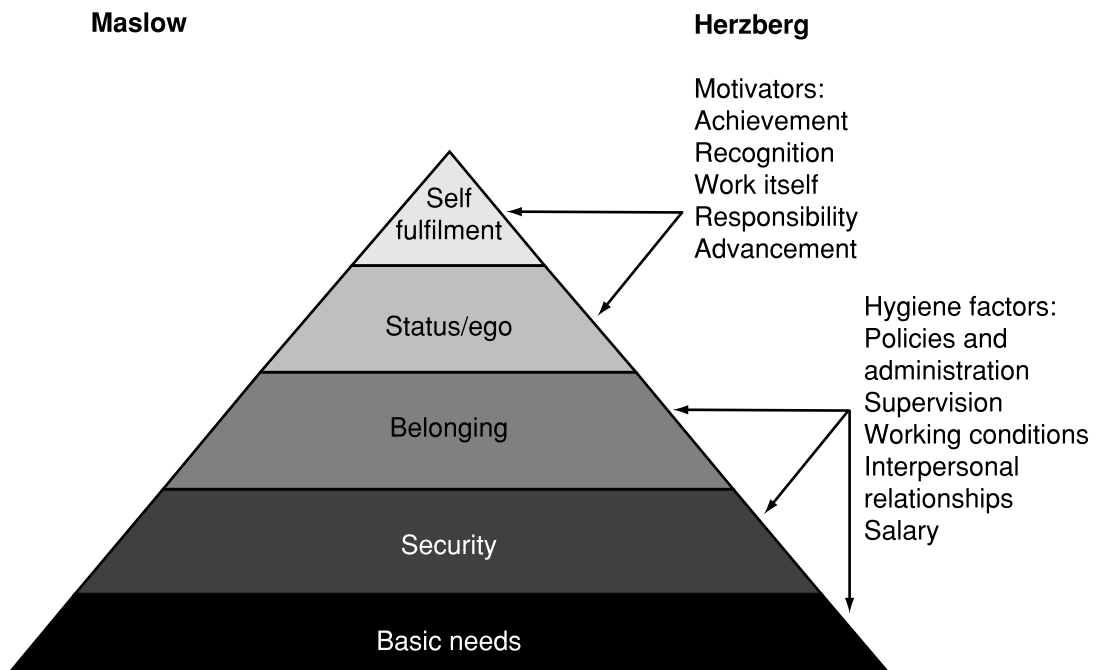 Maslow
Herzberg
Motivators:
Achievement
Recognition
Work itself
Responsibility
Advancement
Self
fulfilment
Status/ego
Belonging
Security
Basic needs
Hygiene factors:
Policies and
administration
Supervision
Working conditions
Interpersonal
relationships
Salary